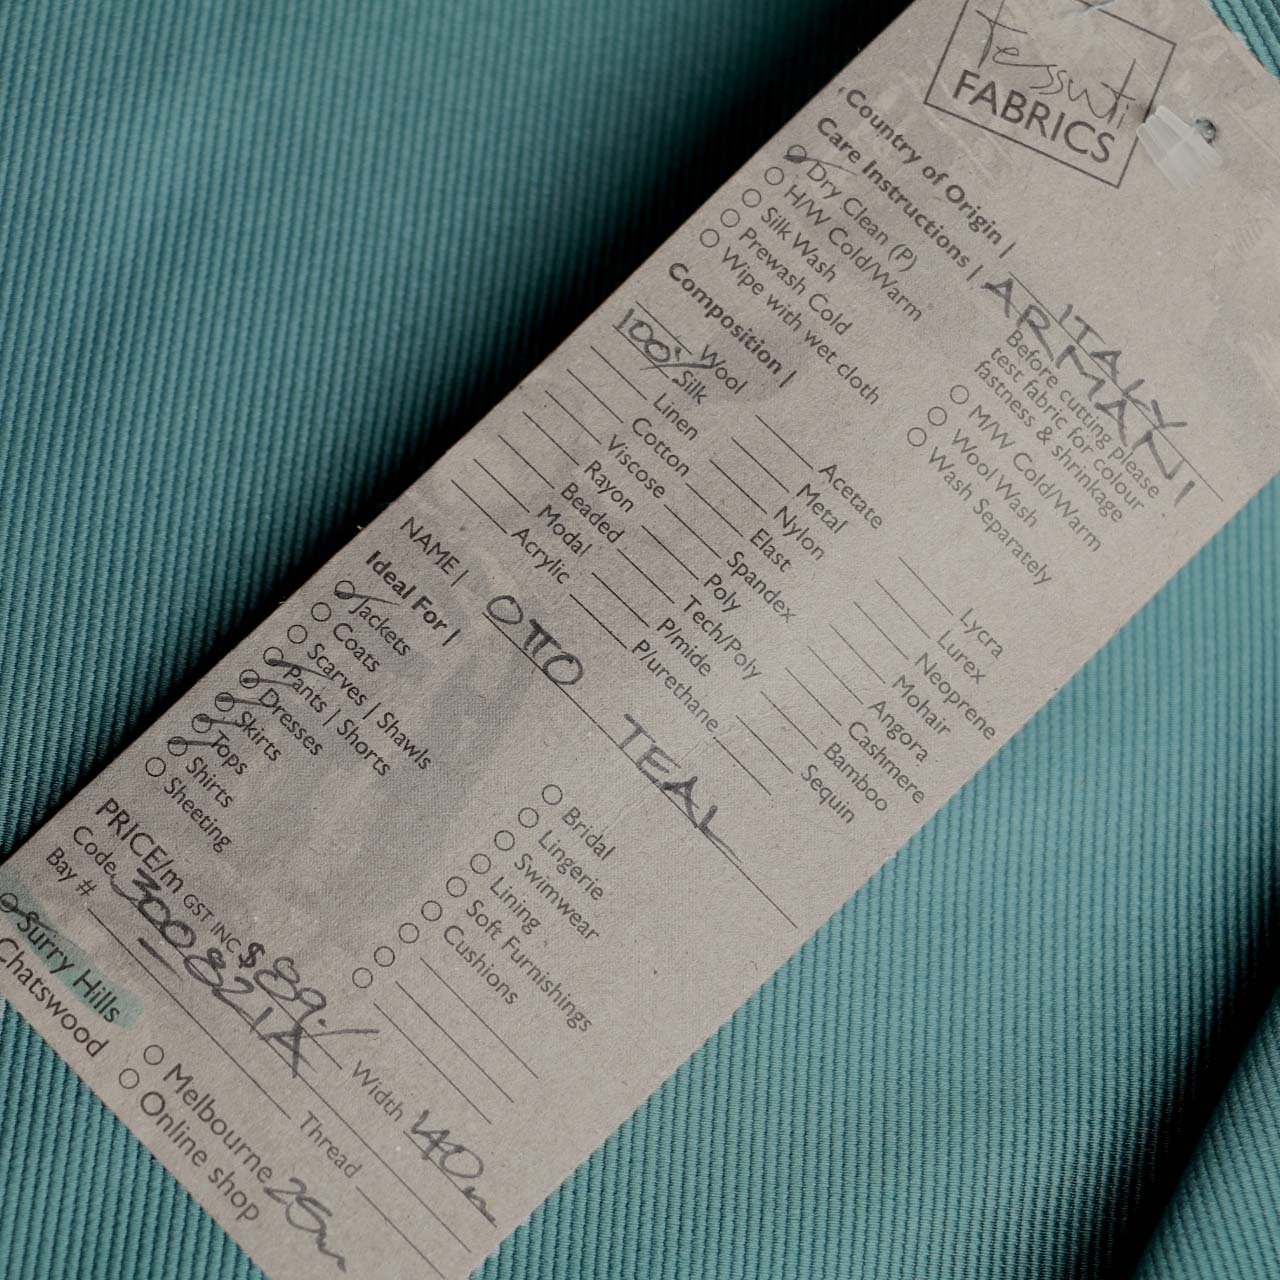 tessuti
FABRICS
Country of Origin | ITALY
ARMANI
Care Instructions |
Dry Clean (P)
H/W Cold/Warm
Silk Wash
Prewash Cold
Wipe with wet cloth
Before cutting please
test fabric for colour
fastness & shrinkage
M/W Cold/Warm
Wool Wash
Wash Separately
Composition |
Wool Acetate Lycra
100% Silk Metal Lurex
Linen Nylon Neoprene
Cotton Elast Mohair
Viscose Spandex Angora
Rayon Poly Cashmere
Beaded Tech/Poly Bamboo
Modal P/mide Sequin
Acrylic P/urethane
NAME | OTTO TEAL
Ideal For |
Jackets
Coats
Scarves | Shawls
Pants | Shorts
Dresses
Skirts
Tops
Shirts
Sheeting
Bridal
Lingerie
Swimwear
Lining
Soft Furnishings
Cushions
PRICE/m GST INC. $89.- Width 140
Code 300821A Thread
Bay #
Surry Hills
Chatswood
Melbourne 25m
Online shop